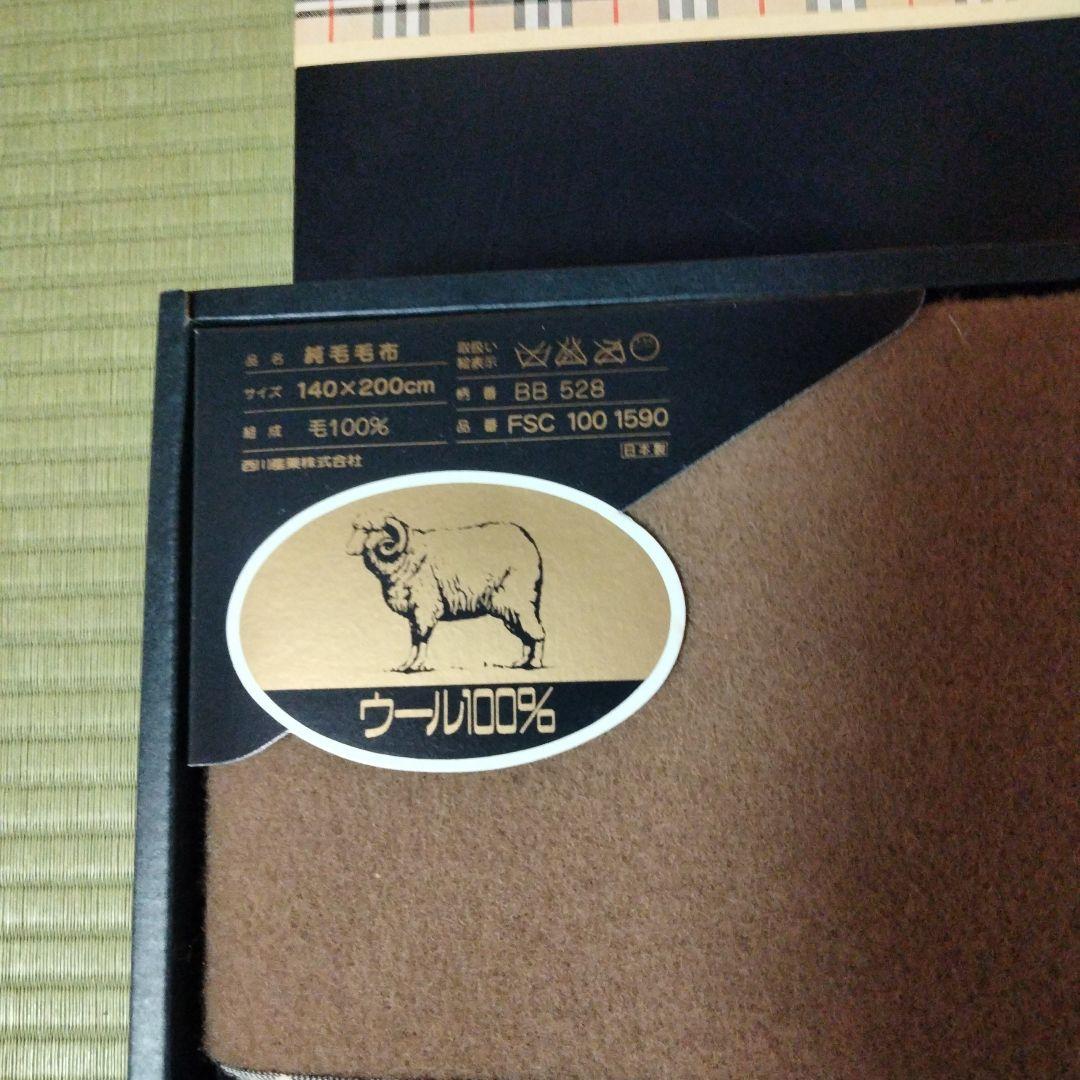 品名 純毛毛布
サイズ 140×200cm
組成 毛100%
西川産業株式会社
取扱い
絵表示
柄番 BB 528
品番 FSC 100 1590
日本製
ウール100%